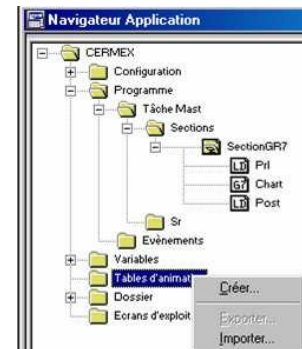 Navigateur Application
CERMEX
Configuration
Programme
Tâche Mast
Sections
SectionGR7
LD Prl
G7 Chart
LD Post
Sr
Evènements
Variables
Tables d'animat
Créer...
Dossier
Exporter...
Ecrans d'exploit
Importer...